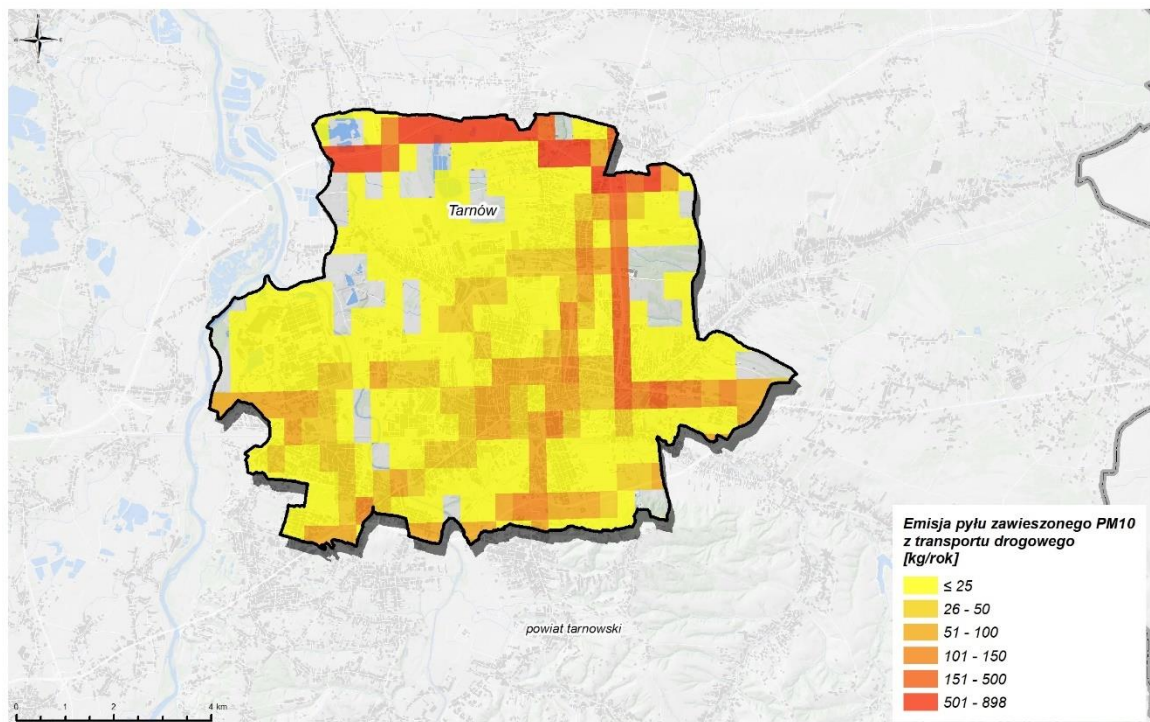 N
Tarnów
powiat tarnowski
Emisja pyłu zawieszonego PM10
z transportu drogowego
[kg/rok]
≤ 25
26 - 50
51 - 100
101 - 150
151 - 500
501 - 898
0 1 2 4 km